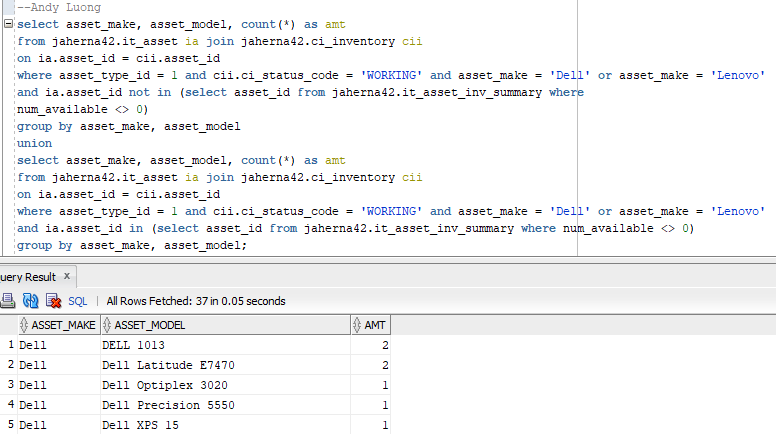 --Andy Luong
select asset_make, asset_model, count(*) as amt
from jaherna42.it_asset ia join jaherna42.ci_inventory cii
on ia.asset_id = cii.asset_id
where asset_type_id = 1 and cii.ci_status_code = 'WORKING' and asset_make = 'Dell' or asset_make = 'Lenovo'
and ia.asset_id not in (select asset_id from jaherna42.it_asset_inv_summary where
num_available <> 0)
group by asset_make, asset_model
union
select asset_make, asset_model, count(*) as amt
from jaherna42.it_asset ia join jaherna42.ci_inventory cii
on ia.asset_id = cii.asset_id
where asset_type_id = 1 and cii.ci_status_code = 'WORKING' and asset_make = 'Dell' or asset_make = 'Lenovo'
and ia.asset_id in (select asset_id from jaherna42.it_asset_inv_summary where num_available <> 0)
group by asset_make, asset_model;
uery Result x
SQL | All Rows Fetched: 37 in 0.05 seconds
ASSET_MAKE ASSET_MODEL AMT
1 Dell DELL 1013 2
2 Dell Dell Latitude E7470 2
3 Dell Dell Optiplex 3020 1
4 Dell Dell Precision 5550 1
5 Dell Dell XPS 15 1